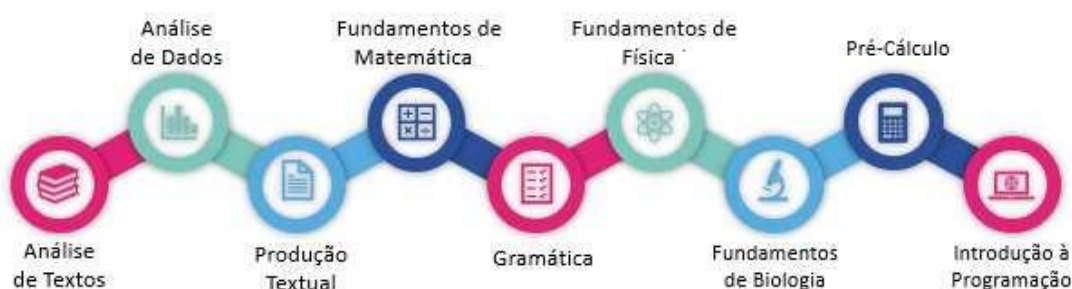 Análise
de Dados
Fundamentos de
Matemática
Fundamentos de
Física
Pré-Cálculo
Análise
de Textos
Produção
Textual
Gramática
Fundamentos
de Biologia
Introdução à
Programação